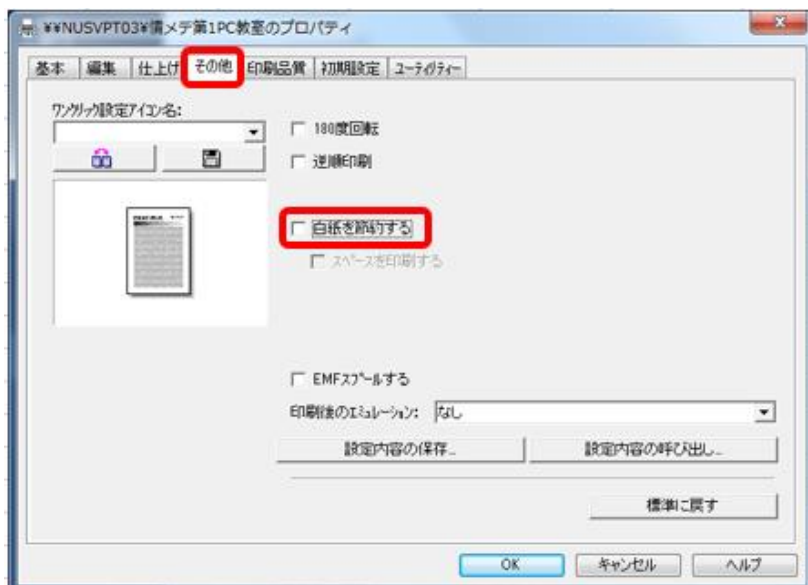 ¥¥NUSVPT03¥情メデ第1PC教室のプロパティ
基本 編集 仕上げ その他 印刷品質 初期設定 ユーティリティー
ワンクリック設定アイコン名:
180度回転
逆順印刷
白紙を節約する
スペースを印刷する
EMFスプールする
印刷後のエミュレーション: なし
設定内容の保存... 設定内容の呼び出し...
標準に戻す
OK キャンセル ヘルプ